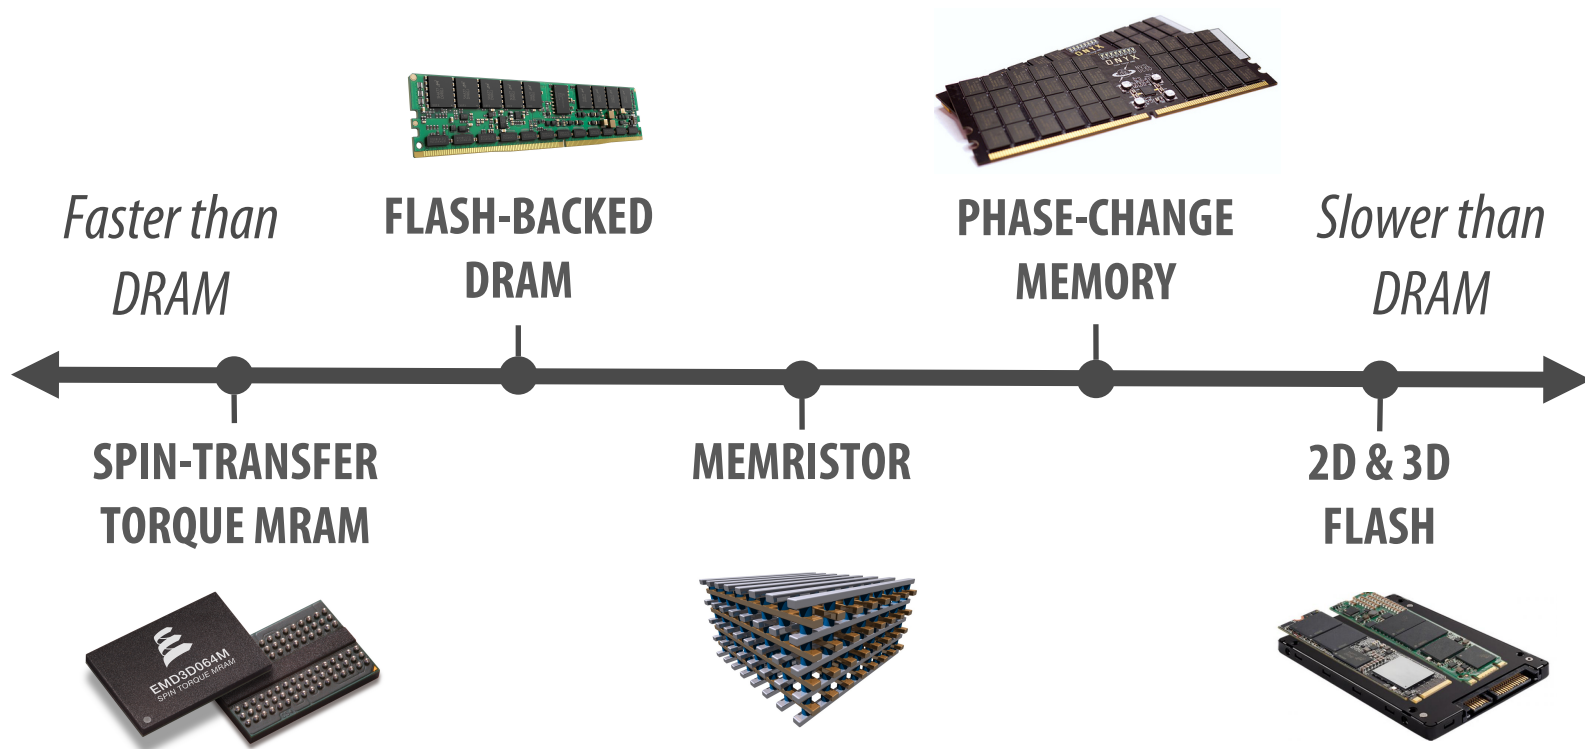 ONYX
ONYX
Faster than
DRAM
FLASH-BACKED
DRAM
PHASE-CHANGE
MEMORY
Slower than
DRAM
SPIN-TRANSFER
TORQUE MRAM
MEMRISTOR
2D & 3D
FLASH
EMD3D064M
SPIN TORQUE MRAM